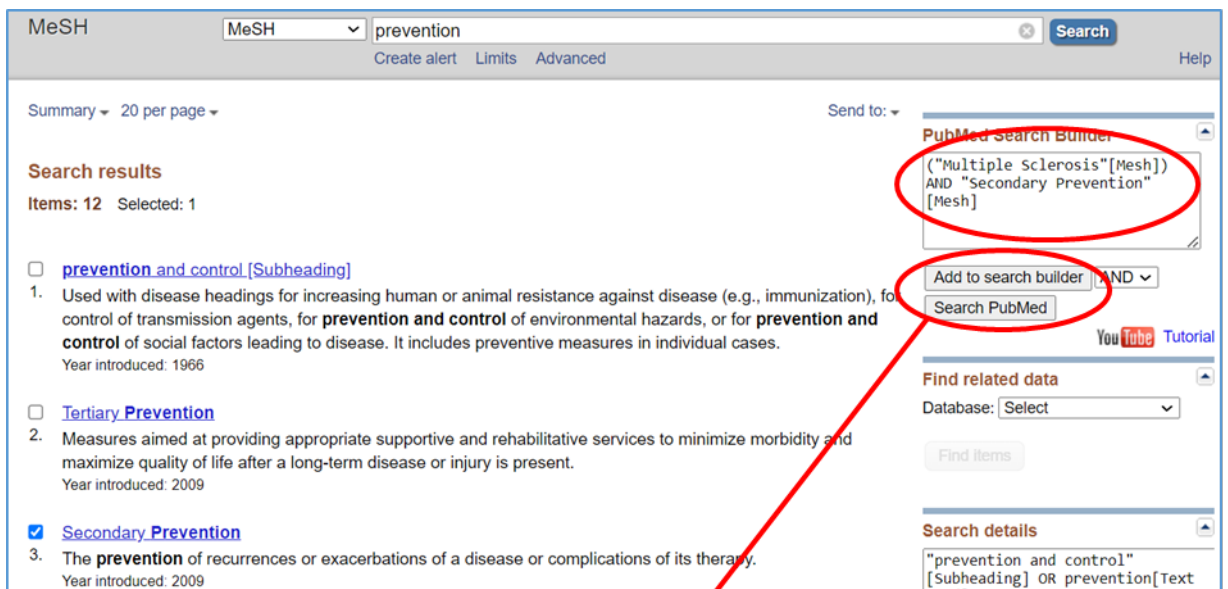 MeSH
MeSH
prevention
Search
Create alert Limits Advanced
Help
Summary 20 per page
Send to:
Search results
Items: 12 Selected: 1
prevention and control [Subheading]
1. Used with disease headings for increasing human or animal resistance against disease (e.g., immunization), for
control of transmission agents, for prevention and control of environmental hazards, or for prevention and
control of social factors leading to disease. It includes preventive measures in individual cases.
Year introduced: 1966
Tertiary Prevention
2. Measures aimed at providing appropriate supportive and rehabilitative services to minimize morbidity and
maximize quality of life after a long-term disease or injury is present.
Year introduced: 2009
Secondary Prevention
3. The prevention of recurrences or exacerbations of a disease or complications of its therapy.
Year introduced: 2009
PubMed Search Builder
("Multiple Sclerosis"[Mesh])
AND "Secondary Prevention"
[Mesh]
Add to search builder AND
Search PubMed
YouTube Tutorial
Find related data
Database: Select
Find items
Search details
"prevention and control"
[Subheading] OR prevention[Text